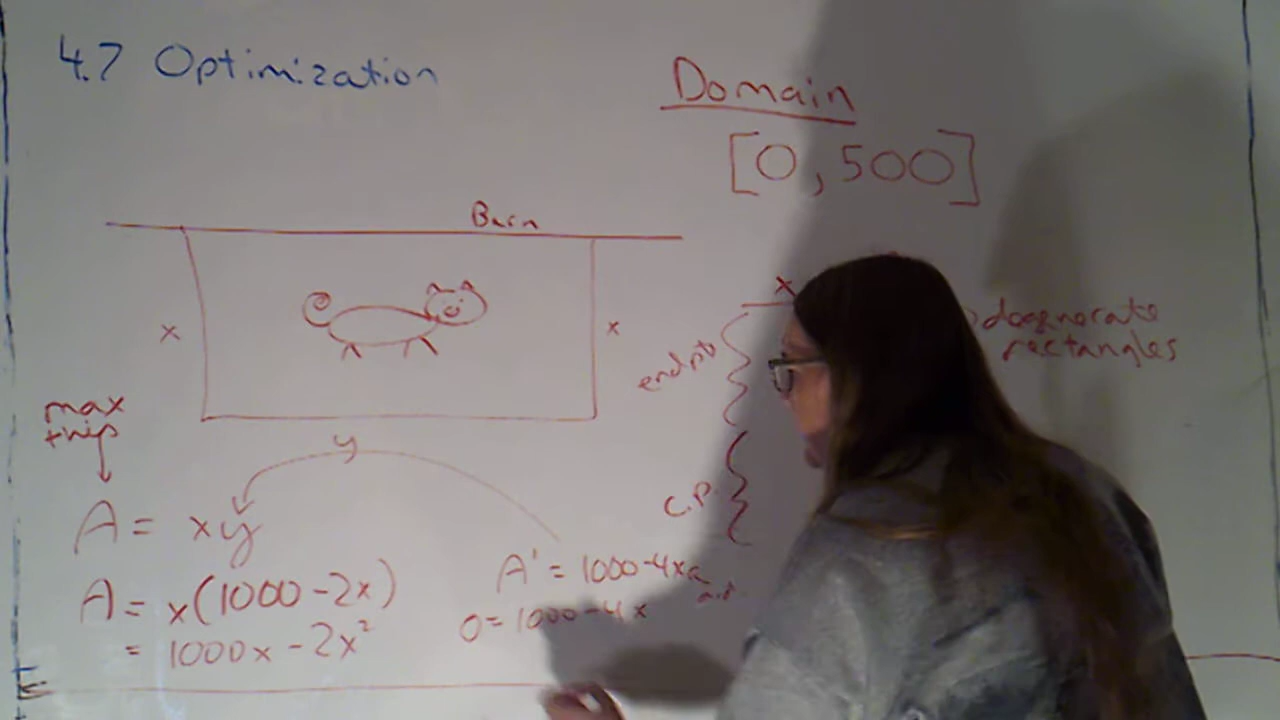 4.7 Optimization
Domain
[0, 500]
Barn
x
x
y
max
this
A = xy
A = x(1000 - 2x)
= 1000x - 2x²
A' = 1000 - 4x
0 = 1000 - 4x
x
endpts
C.P.
degenerate
rectangles